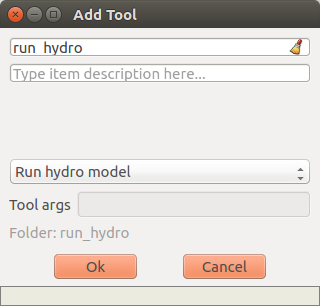 Add Tool
run_hydro
Type item description here...
Run hydro model
Tool args
Folder: run_hydro
Ok
Cancel